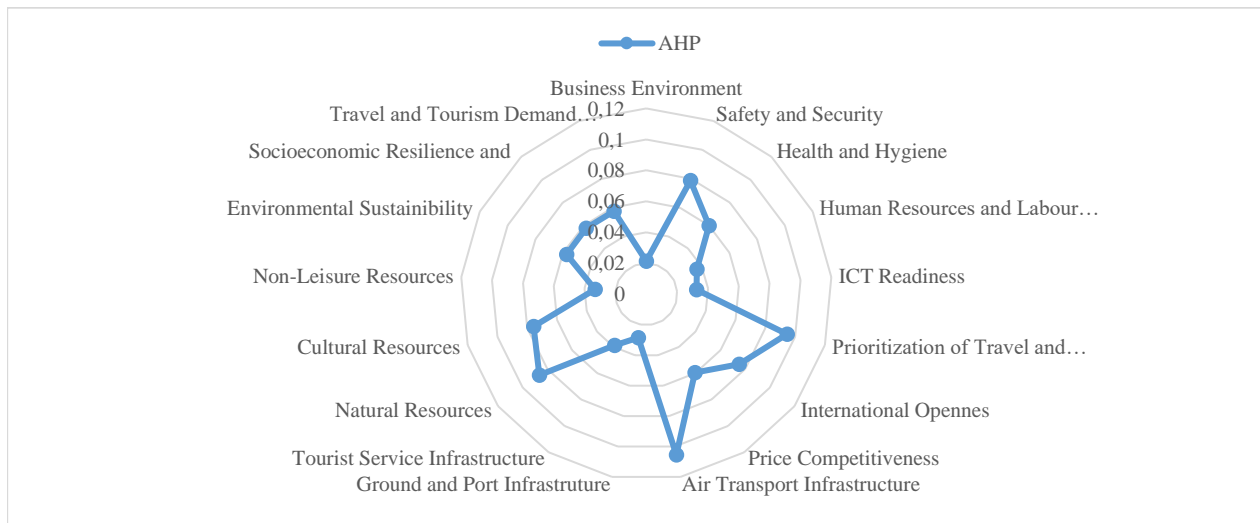 AHP
Business Environment
Safety and Security
Health and Hygiene
Human Resources and Labour…
ICT Readiness
Prioritization of Travel and…
International Opennes
Price Competitiveness
Air Transport Infrastructure
Ground and Port Infrastruture
Tourist Service Infrastructure
Natural Resources
Cultural Resources
Non-Leisure Resources
Environmental Sustainibility
Socioeconomic Resilience and
Travel and Tourism Demand…
0,12
0,1
0,08
0,06
0,04
0,02
0